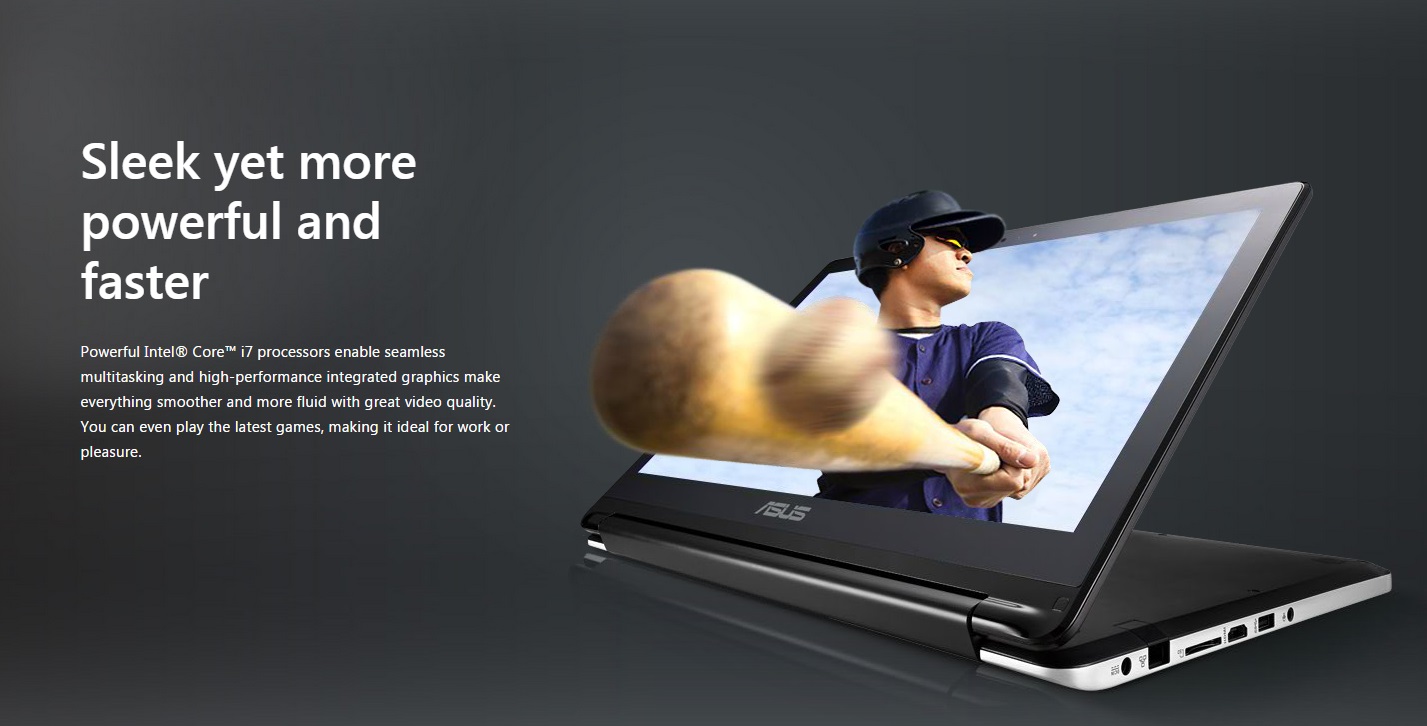 Sleek yet more
powerful and
faster
Powerful Intel® Core™ i7 processors enable seamless
multitasking and high-performance integrated graphics make
everything smoother and more fluid with great video quality.
You can even play the latest games, making it ideal for work or
pleasure.
ASUS